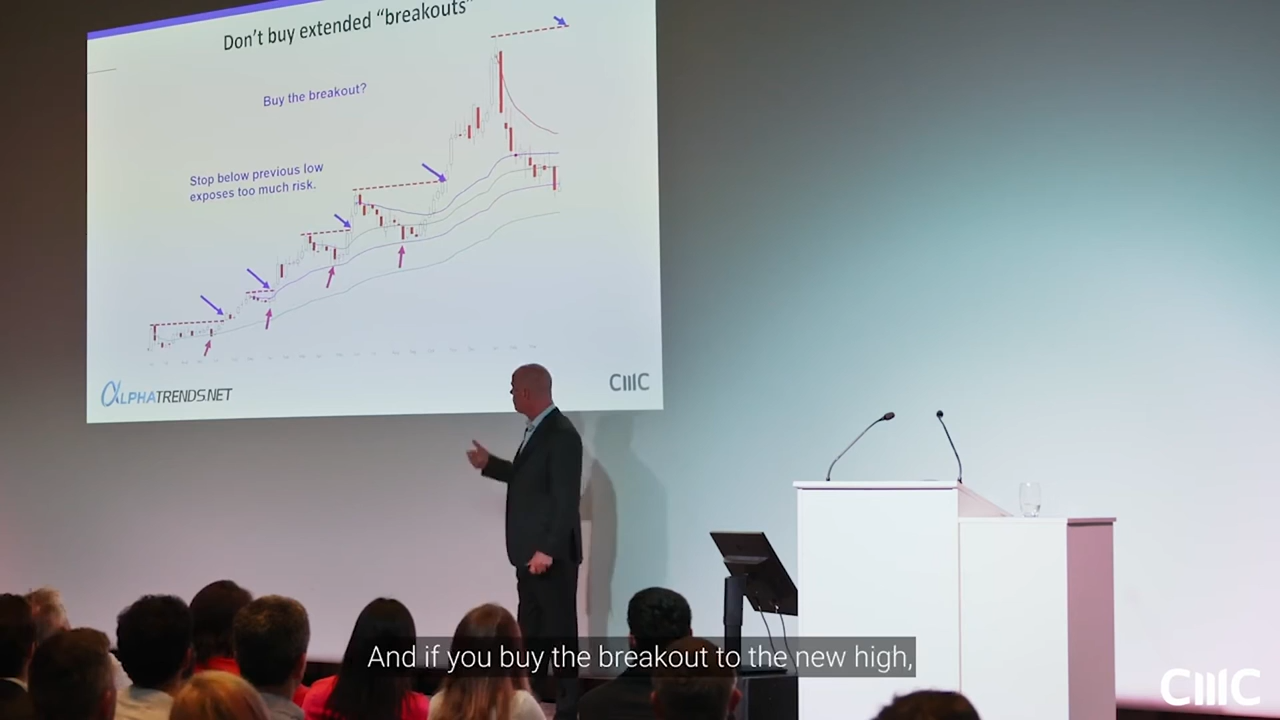 Don't buy extended "breakouts"
Buy the breakout?
Stop below previous low
exposes too much risk.
ALPHATRENDS.NET
CMC
And if you buy the breakout to the new high,
CMC